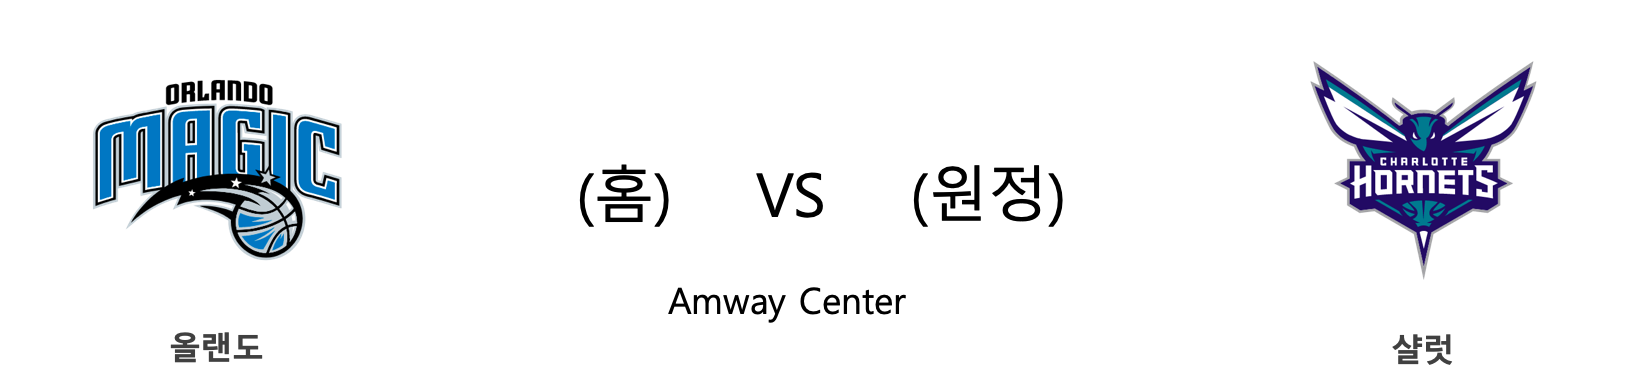 ORLANDO
MAGIC
CHARLOTTE
HORNETS
(홈) VS (원정)
Amway Center
올랜도
샬럿